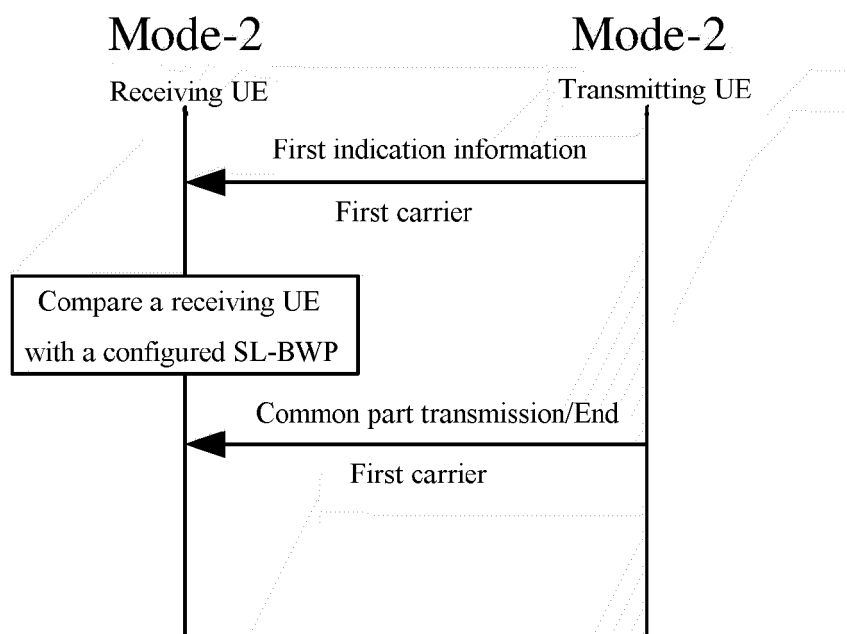 Mode-2
Mode-2
Receiving UE
Transmitting UE
First indication information
First carrier
Compare a receiving UE
with a configured SL-BWP
Common part transmission/End
First carrier